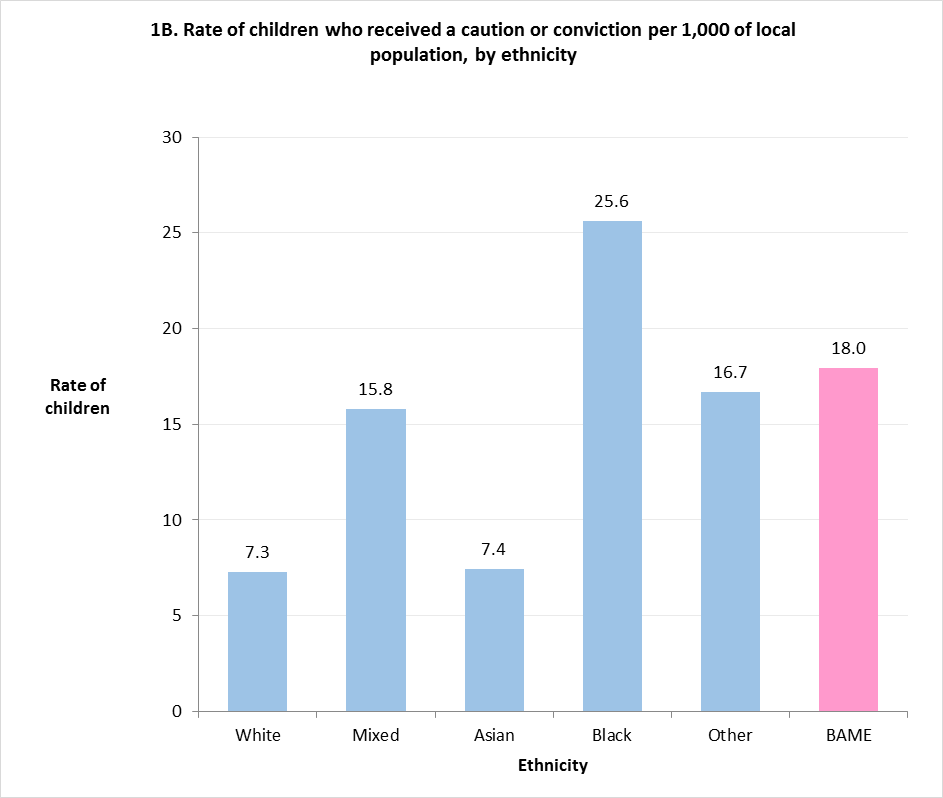 1B. Rate of children who received a caution or conviction per 1,000 of local
population, by ethnicity
30
25
20
15
10
5
0
Rate of
children
7.3
15.8
7.4
25.6
16.7
18.0
White
Mixed
Asian
Black
Other
BAME
Ethnicity